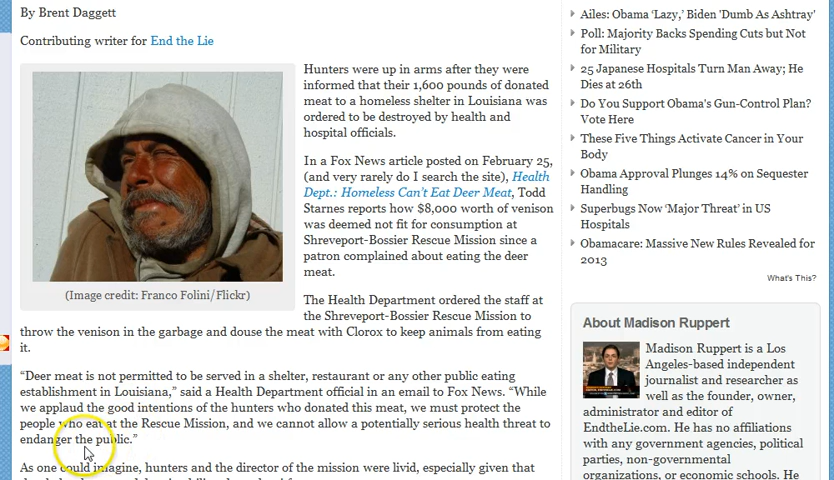 By Brent Daggett
Contributing writer for End the Lie
(Image credit: Franco Folini/Flickr)
Hunters were up in arms after they were
informed that their 1,600 pounds of donated
meat to a homeless shelter in Louisiana was
ordered to be destroyed by health and
hospital officials.
In a Fox News article posted on February 25,
(and very rarely do I search the site), Health
Dept.: Homeless Can't Eat Deer Meat, Todd
Starnes reports how $8,000 worth of venison
was deemed not fit for consumption at
Shreveport-Bossier Rescue Mission since a
patron complained about eating the deer
meat.
The Health Department ordered the staff at
the Shreveport-Bossier Rescue Mission to
throw the venison in the garbage and douse the meat with Clorox to keep animals from eating
it.
“Deer meat is not permitted to be served in a shelter, restaurant or any other public eating
establishment in Louisiana,” said a Health Department official in an email to Fox News. “While
we applaud the good intentions of the hunters who donated this meat, we must protect the
people who eat at the Rescue Mission, and we cannot allow a potentially serious health threat to
endanger the public.”
As one could imagine, hunters and the director of the mission were livid, especially given that
Ailes: Obama ‘Lazy,’ Biden 'Dumb As Ashtray'
Poll: Majority Backs Spending Cuts but Not
for Military
25 Japanese Hospitals Turn Man Away; He
Dies at 26th
Do You Support Obama's Gun-Control Plan?
Vote Here
These Five Things Activate Cancer in Your
Body
Obama Approval Plunges 14% on Sequester
Handling
Superbugs Now ‘Major Threat’ in US
Hospitals
Obamacare: Massive New Rules Revealed for
2013
What's This?
About Madison Ruppert
Madison Ruppert is a Los
Angeles-based independent
journalist and researcher as
well as the founder, owner,
administrator and editor of
EndtheLie.com. He has no affiliations
with any government agencies, political
parties, non-governmental
organizations, or economic schools. He